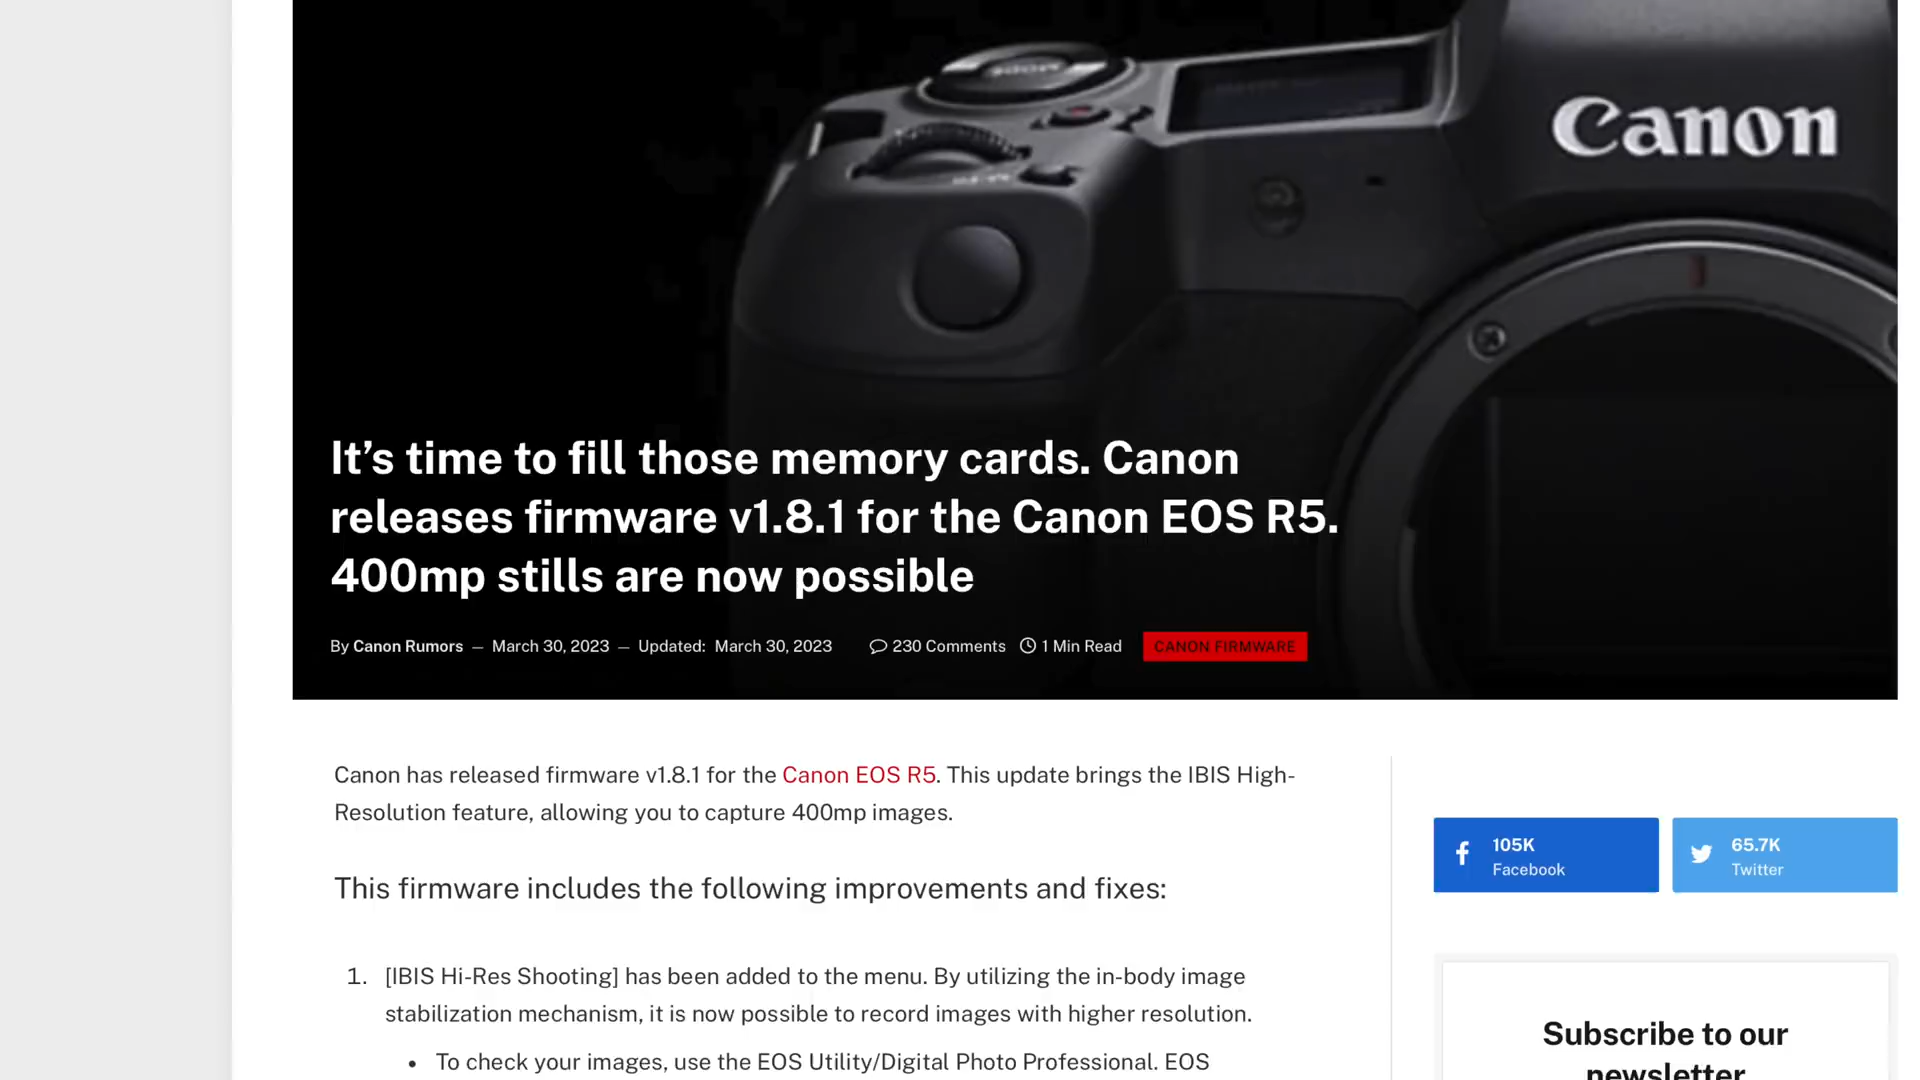 Canon
It’s time to fill those memory cards. Canon
releases firmware v1.8.1 for the Canon EOS R5.
400mp stills are now possible
By Canon Rumors — March 30, 2023 — Updated: March 30, 2023 230 Comments 1 Min Read CANON FIRMWARE
Canon has released firmware v1.8.1 for the Canon EOS R5. This update brings the IBIS High-
Resolution feature, allowing you to capture 400mp images.
This firmware includes the following improvements and fixes:
1. [IBIS Hi-Res Shooting] has been added to the menu. By utilizing the in-body image
stabilization mechanism, it is now possible to record images with higher resolution.
• To check your images, use the EOS Utility/Digital Photo Professional. EOS
105K
Facebook
65.7K
Twitter
Subscribe to our
newsletter